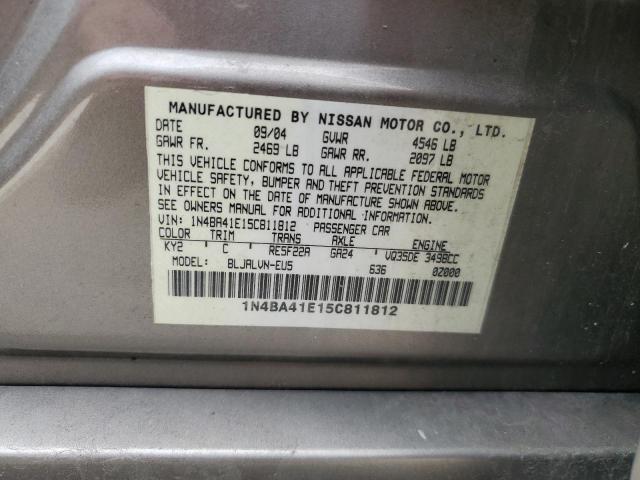 MANUFACTURED BY NISSAN MOTOR CO., LTD.
DATE 09/04 GVWR 4546 LB
GAWR FR. 2469 LB GAWR RR. 2097 LB
THIS VEHICLE CONFORMS TO ALL APPLICABLE FEDERAL MOTOR
VEHICLE SAFETY, BUMPER AND THEFT PREVENTION STANDARDS
IN EFFECT ON THE DATE OF MANUFACTURE SHOWN ABOVE.
SEE OWNERS MANUAL FOR ADDITIONAL INFORMATION.
VIN: 1N4BA41E15C811812 PASSENGER CAR
COLOR TRIM TRANS AXLE ENGINE
KY2 C RE5F22A GA24 VQ35DE 3498CC
MODEL: BLJALVN-EU5 636 0Z000
1N4BA41E15C811812